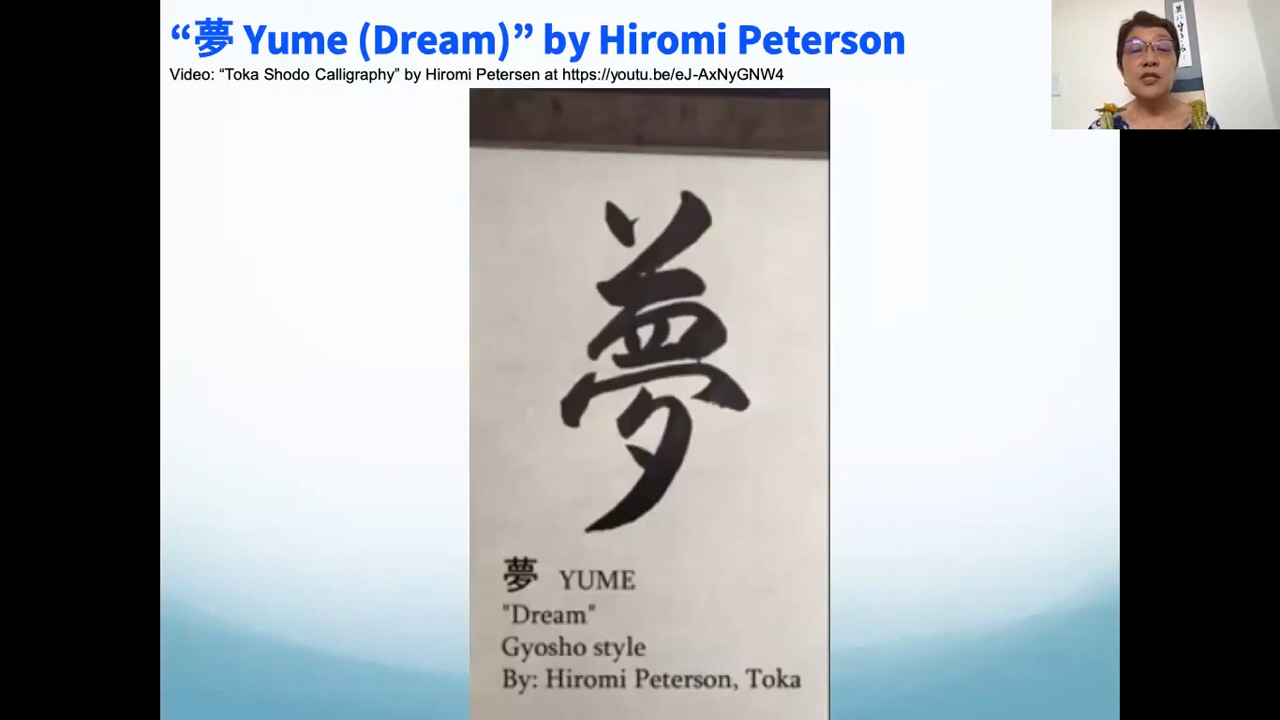 “夢 Yume (Dream)” by Hiromi Peterson
Video: “Toka Shodo Calligraphy” by Hiromi Petersen at https://youtu.be/eJ-AxNyGNW4
夢
夢 YUME
"Dream"
Gyosho style
By: Hiromi Peterson, Toka